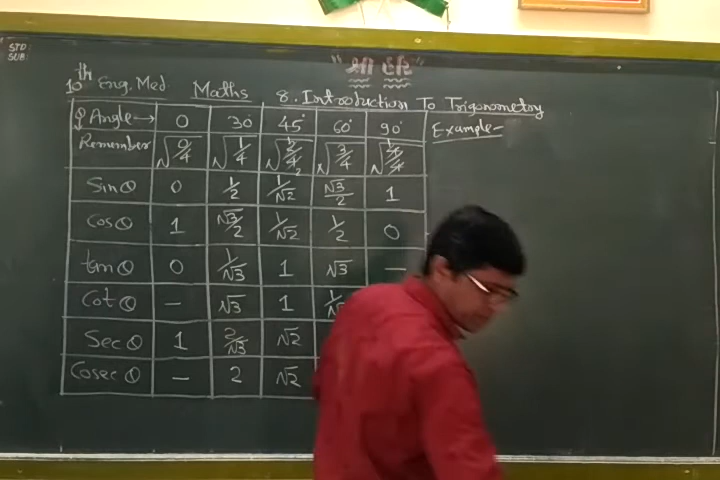 STD:
SUB:
" श्री हरि "
10th Eng. Med. Maths 8. Introduction To Trigonometry
Angle → 0 30° 45° 60° 90° Example -
Remember √0/4 √1/4 √2/4 2 √3/4 √4/4
Sinθ 0 1/2 1/√2 √3/2 1
Cosθ 1 √3/2 1/√2 1/2 0
tanθ 0 1/√3 1 √3 —
Cotθ — √3 1
Secθ 1 2/√3 √2
Cosecθ — 2 √2